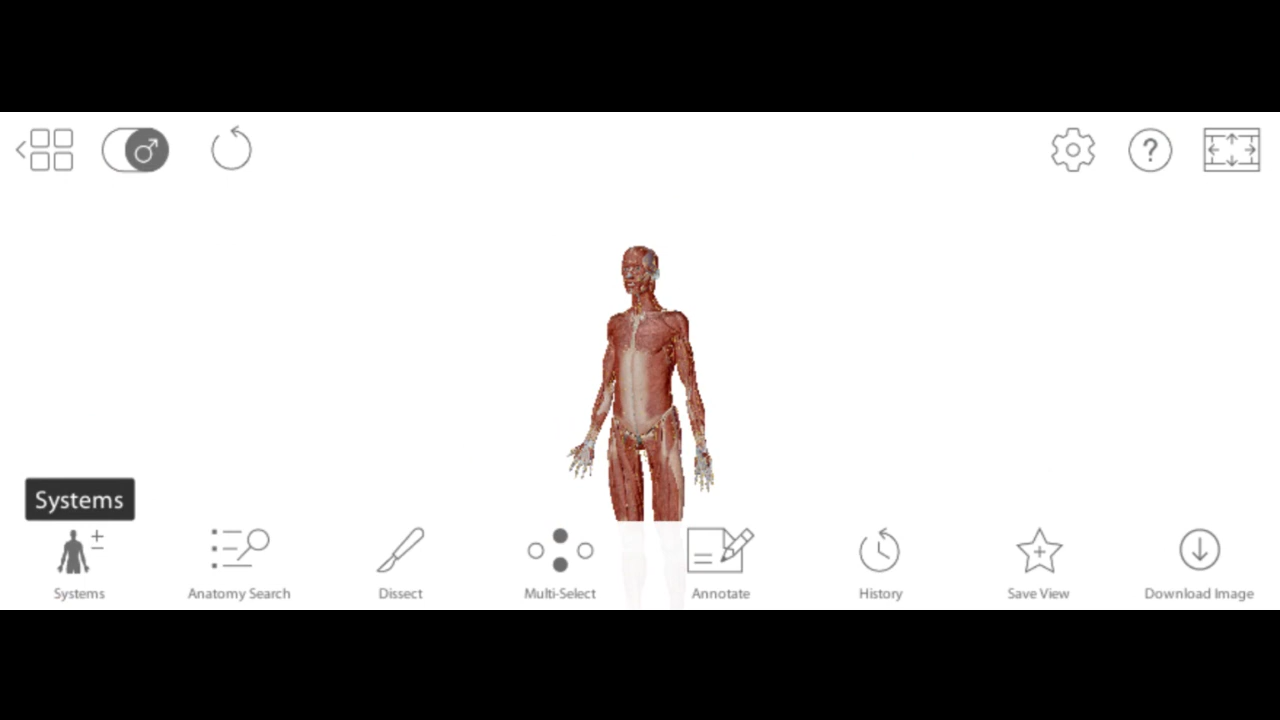 ?
Systems
Systems
Anatomy Search
Dissect
Multi-Select
Annotate
History
Save View
Download Image